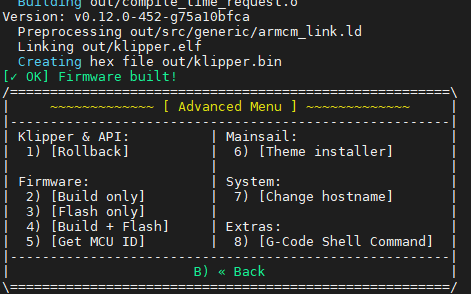 Building out/compile_time_request.o
Version: v0.12.0-452-g75a10bfca
Preprocessing out/src/generic/armcm_link.ld
Linking out/klipper.elf
Creating hex file out/klipper.bin
[✓ OK] Firmware built!
/=======================================================\
|     ~~~~~~~~~~~~~ [ Advanced Menu ] ~~~~~~~~~~~~~     |
|-------------------------------------------------------|
| Klipper & API:          | Mainsail:                   |
|  1) [Rollback]          |  6) [Theme installer]       |
|                         |                             |
| Firmware:               | System:                     |
|  2) [Build only]        |  7) [Change hostname]       |
|  3) [Flash only]        |                             |
|  4) [Build + Flash]     | Extras:                     |
|  5) [Get MCU ID]        |  8) [G-Code Shell Command]  |
|-------------------------------------------------------|
|                       B) « Back                       |
\=======================================================/